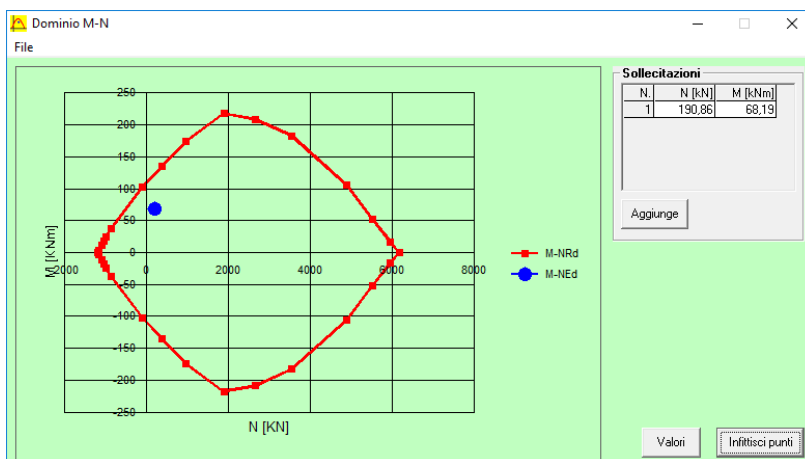 Dominio M-N
File
Sollecitazioni
N. N [kN] M [kNm]
1 190,86 68,19
Aggiunge
250
200
150
100
50
0
-50
-100
-150
-200
-250
M [KNm]
-2000 0 2000 4000 6000 8000
N [KN]
M-NRd
M-NEd
Valori
Infittisci punti